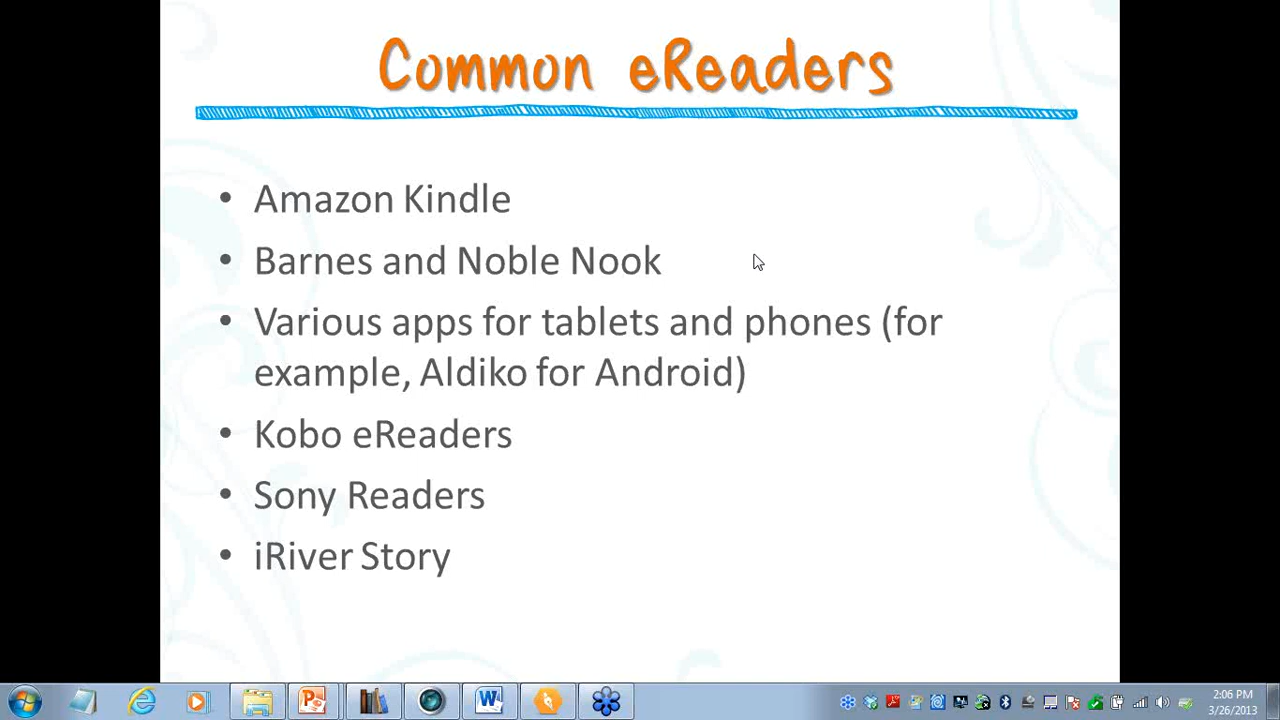 Common eReaders
• Amazon Kindle
• Barnes and Noble Nook
• Various apps for tablets and phones (for
example, Aldiko for Android)
• Kobo eReaders
• Sony Readers
• iRiver Story
2:06 PM
3/26/2013